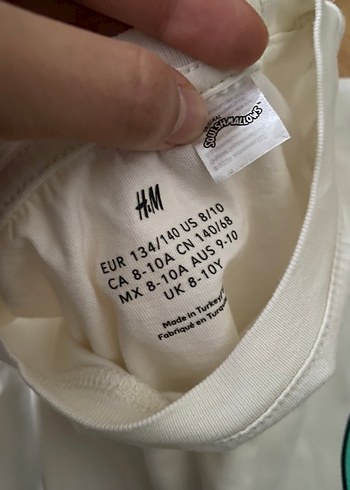 SQUISHMALLOWS
H&M
EUR 134/140 US 8/10
CA 8-10A CN 140/68
MX 8-10A AUS 9-10
UK 8-10Y
Made in Turkey
Fabriqué en